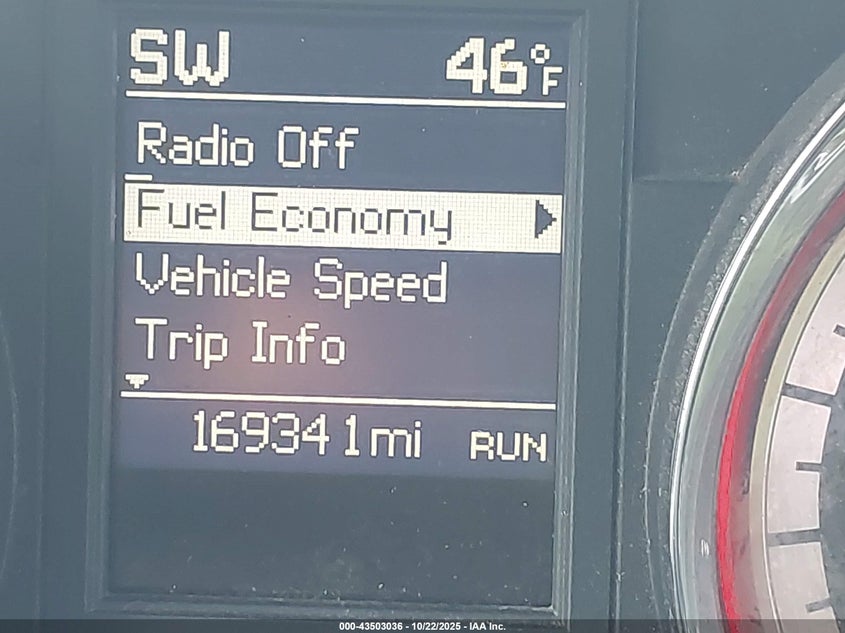 SW 46°F
Radio Off
Fuel Economy
Vehicle Speed
Trip Info
169341mi RUN
000-43503036 - 10/22/2025 - IAA Inc.